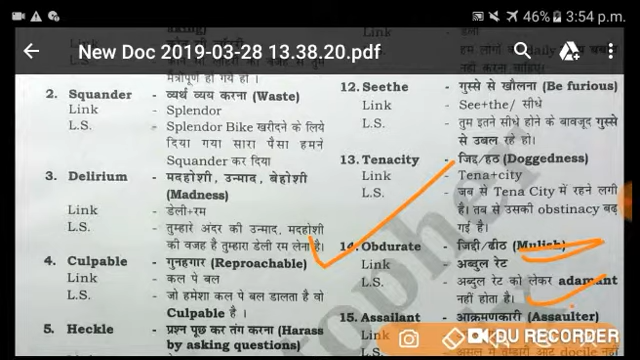 46% 3:54 p.m.
New Doc 2019-03-28 13.38.20.pdf
मैत्रीपूर्ण हो गये हो ।
2. Squander - व्यर्थ व्यय करना (Waste)
Link - Splendor
L.S. - Splendor Bike खरीदने के लिये
दिया गया सारा पैसा हमने
Squander कर दिया
3. Delirium - मदहोशी, उन्माद, बेहोशी
(Madness)
Link - डेली+रम
L.S. - तुम्हारे अंदर की उन्माद, मदहोशी
की वजह है तुम्हारा डेली रम लेना है।
4. Culpable - गुनहगार (Reproachable)
Link - कल पे बल
L.S. - जो हमेशा कल पे बल डालता है वो
Culpable है ।
5. Heckle - प्रश्न पूछ कर तंग करना (Harass
by asking questions)
नहीं करना चाहिए।
12. Seethe - गुस्से से खौलना (Be furious)
Link - See+the/ सीधे
L.S. - तुम इतने सीधे होने के बावजूद गुस्से
से उबल रहे हो।
13. Tenacity - जिद्द/हठ (Doggedness)
Link - Tena+city
L.S. - जब से Tena City में रहने लगी
है। तब से उसकी obstinacy बढ़
गई है।
14. Obdurate - जिद्दी/ढीठ (Mulish)
Link - अब्दुल रेट
L.S. - अब्दुल रेट को लेकर adamant
नहीं होता है।
15. Assailant - आक्रमणकारी (Assaulter)
DU RECORDER